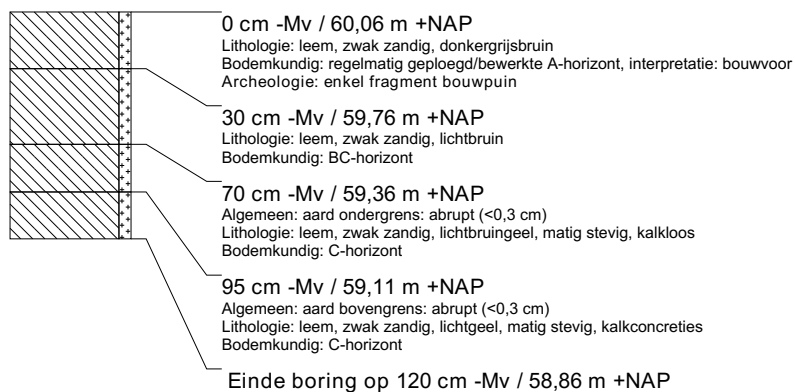 0 cm -Mv / 60,06 m +NAP
Lithologie: leem, zwak zandig, donkergrijsbruin
Bodemkundig: regelmatig geploegd/bewerkte A-horizont, interpretatie: bouwvoor
Archeologie: enkel fragment bouwpuin
30 cm -Mv / 59,76 m +NAP
Lithologie: leem, zwak zandig, lichtbruin
Bodemkundig: BC-horizont
70 cm -Mv / 59,36 m +NAP
Algemeen: aard ondergrens: abrupt (<0,3 cm)
Lithologie: leem, zwak zandig, lichtbruingeel, matig stevig, kalkloos
Bodemkundig: C-horizont
95 cm -Mv / 59,11 m +NAP
Algemeen: aard bovengrens: abrupt (<0,3 cm)
Lithologie: leem, zwak zandig, lichtgeel, matig stevig, kalkconcreties
Bodemkundig: C-horizont
Einde boring op 120 cm -Mv / 58,86 m +NAP